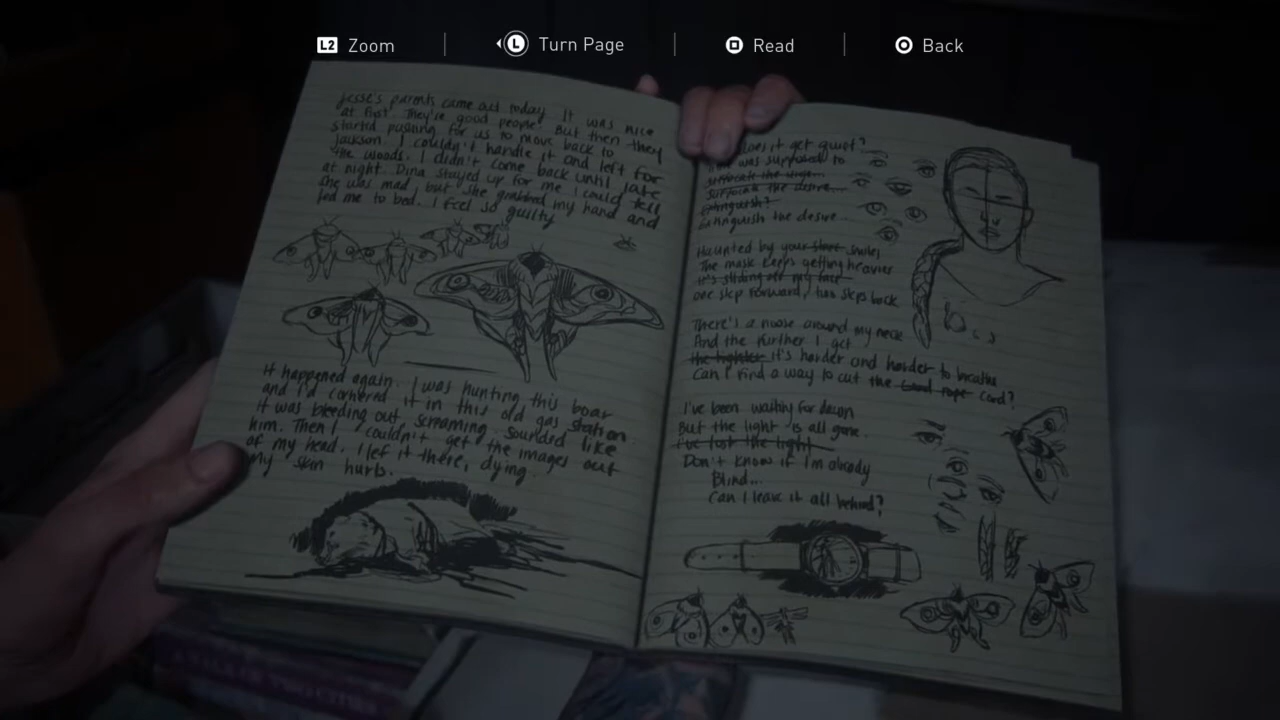 L2 Zoom
L Turn Page
Read
Back
Jesse's parents came out today. It was nice
at first. They're good people. But then they
started pushing for us to move back to
Jackson. I couldn't handle it and left for
the woods. I didn't come back until late
at night. Dina stayed up for me. I could tell
she was mad, but she grabbed my hand and
led me to bed. I feel so guilty
It happened again. I was hunting this boar
and I'd cornered it in this old gas station.
It was bleeding out, screaming. Sounded like
him. Then I couldn't get the images out
of my head. I left it there, dying.
My skin hurts.
does it get quiet?
was supposed to
suffocate the urge...
suffocate the desire...
extinguish?
Extinguish the desire...
Haunted by your smile,
The mask keeps getting heavier
it's sliding off my face
one step forward, two steps back
There's a noose around my neck
And the further I get
the tighter it's harder and harder to breathe
Can I find a way to cut the rope cord?
I've been waiting for dawn
But the light is all gone.
I've lost the light
Don't know if I'm already
Blind...
Can I leave it all behind?